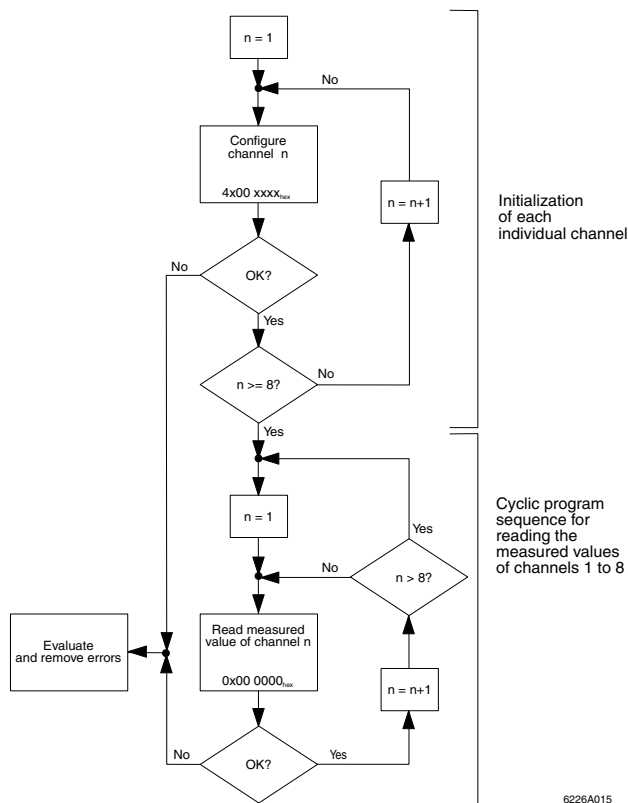 n = 1
No
Configure
channel n
4x00 xxxxhex
n = n+1
Initialization
of each
individual channel
No
OK?
Yes
n >= 8?
No
Yes
n = 1
Yes
Cyclic program
sequence for
reading the
measured values
of channels 1 to 8
No
n > 8?
Evaluate
and remove errors
Read measured
value of channel n
0x00 0000hex
n = n+1
No
OK?
Yes
6226A015